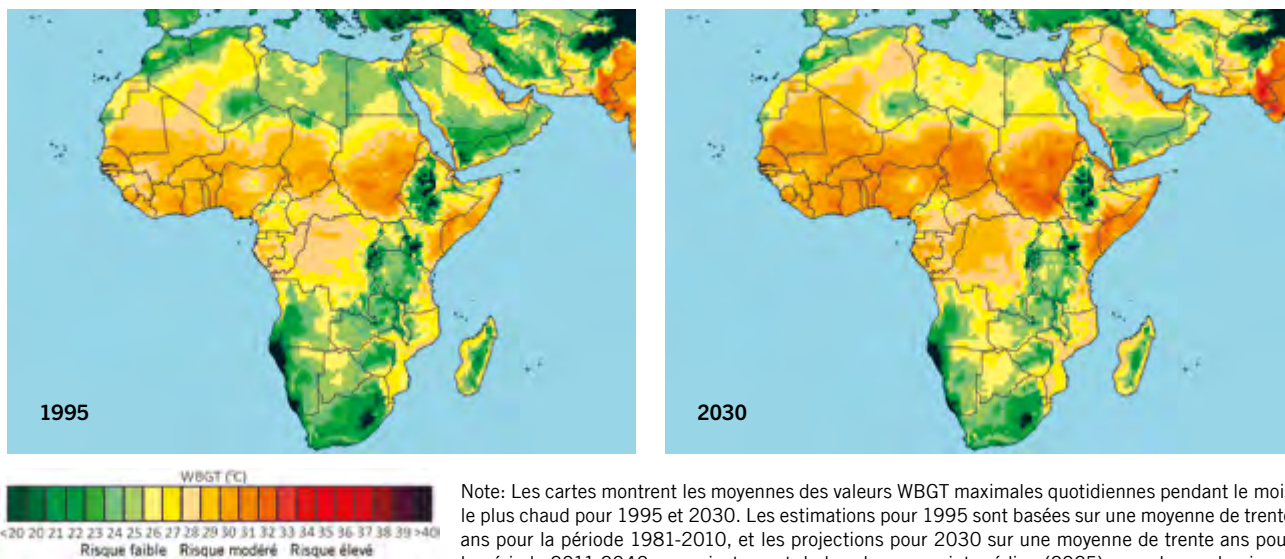 1995
2030
WBGT (°C)
<20 20 21 22 23 24 25 26 27 28 29 30 31 32 33 34 35 36 37 38 39 >40
Risque faible Risque modéré Risque élevé
Note: Les cartes montrent les moyennes des valeurs WBGT maximales quotidiennes pendant le moi
le plus chaud pour 1995 et 2030. Les estimations pour 1995 sont basées sur une moyenne de trente
ans pour la période 1981-2010, et les projections pour 2030 sur une moyenne de trente ans pou